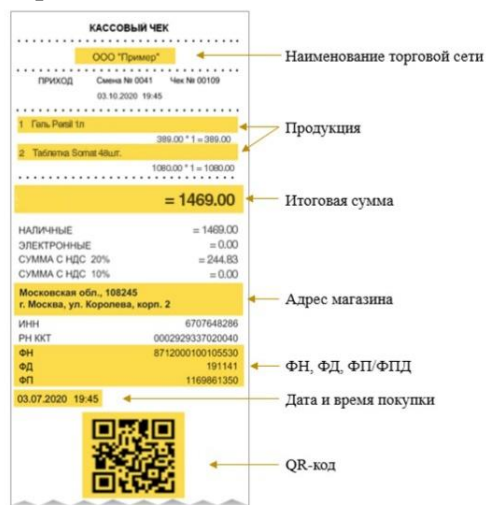 КАССОВЫЙ ЧЕК
ООО "Пример"
Наименование торговой сети
ПРИХОД Смена № 0041 Чек № 00109
03.10.2020 19:45
1 Гель Persil 1л
Продукция
389.00 * 1 = 389.00
2 Таблетка Somat 48шт.
1080.00 * 1 = 1080.00
= 1469.00
Итоговая сумма
НАЛИЧНЫЕ = 1469.00
ЭЛЕКТРОННЫЕ = 0.00
СУММА С НДС 20% = 244.83
СУММА С НДС 10% = 0.00
Московская обл., 108245
г. Москва, ул. Королева, корп. 2
Адрес магазина
ИНН 6707648286
РН ККТ 0002929337020040
ФН 8712000100105530
ФД 191141
ФН, ФД, ФП/ФПД
ФП 1169861350
03.07.2020 19:45
Дата и время покупки
QR-код